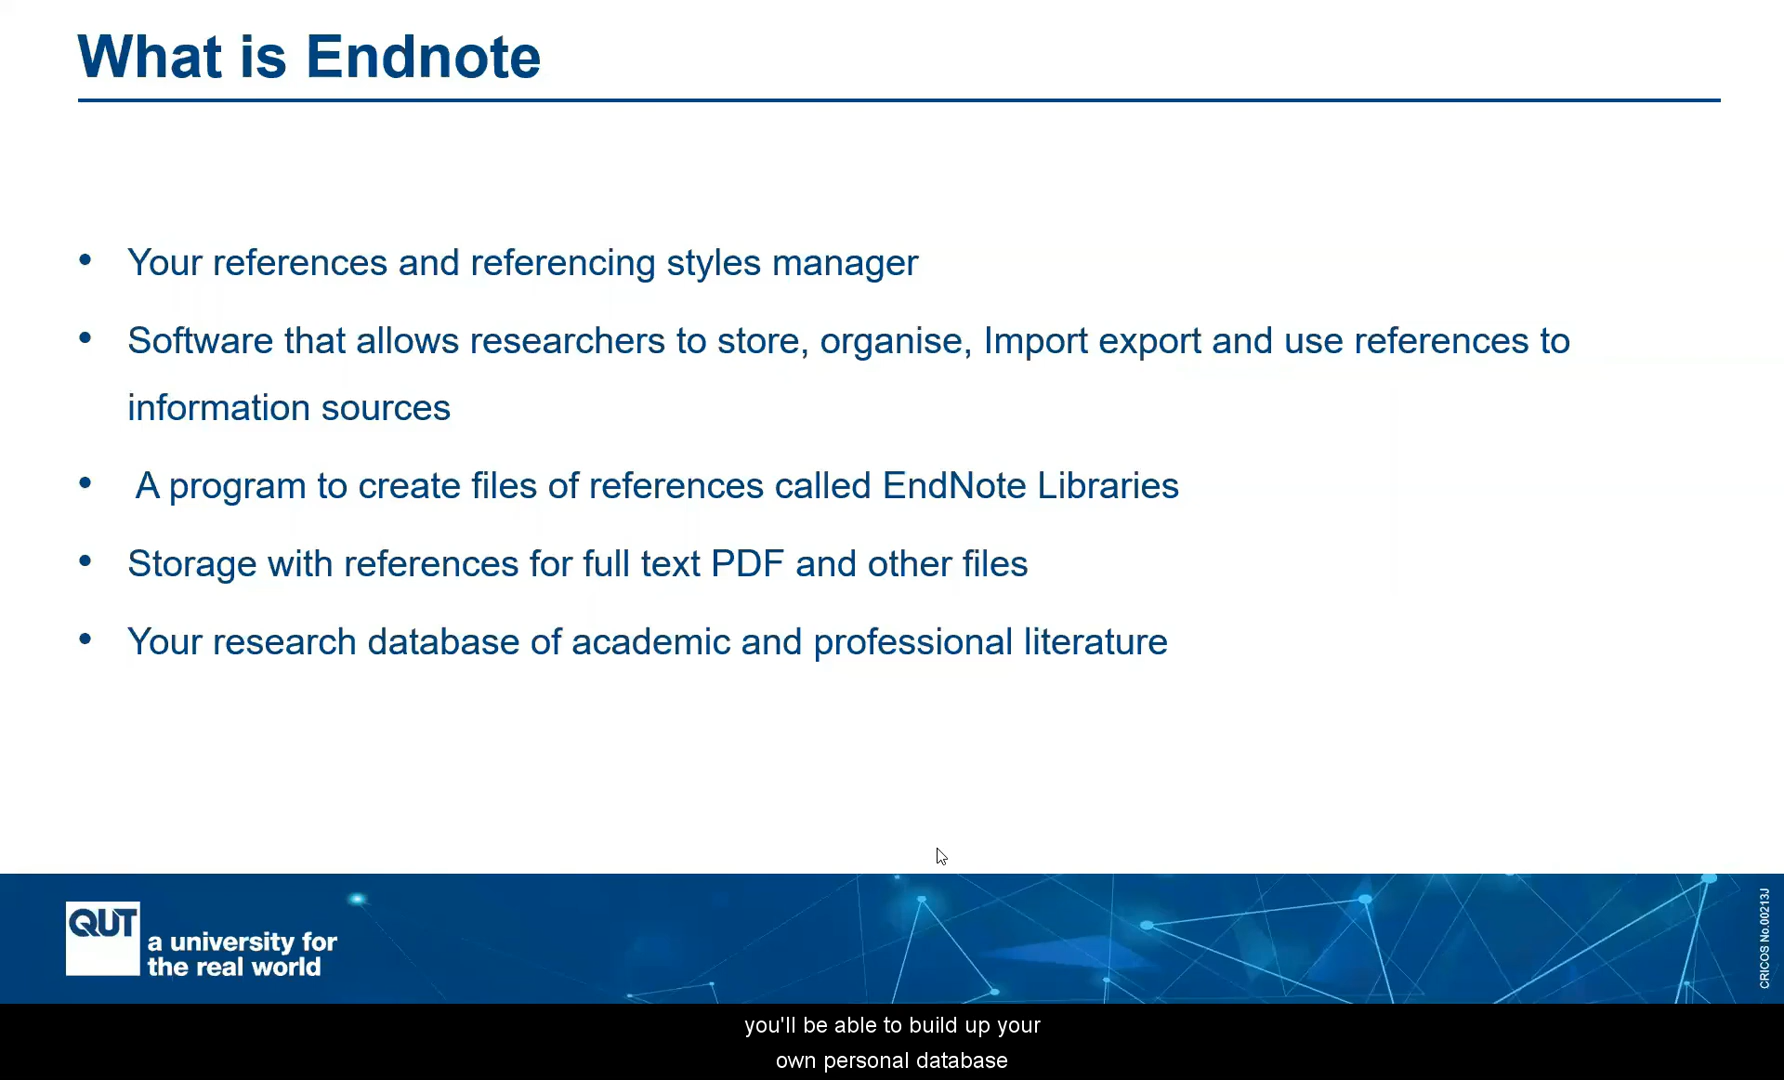 What is Endnote
• Your references and referencing styles manager
• Software that allows researchers to store, organise, Import export and use references to
information sources
• A program to create files of references called EndNote Libraries
• Storage with references for full text PDF and other files
• Your research database of academic and professional literature
QUT
a university for
the real world
CRICOS No.00213J
you'll be able to build up your
own personal database